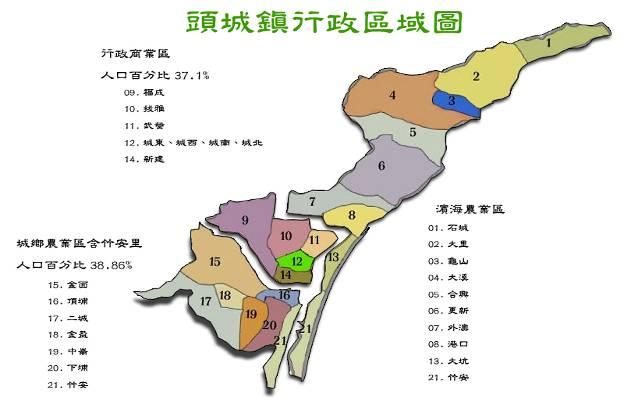 頭城鎮行政區域圖
行政商業區
人口百分比 37.1%
09. 福成
10. 拔雅
11. 武營
12. 城東、城西、城南、城北
14. 新建
城鄉農業區含竹安里
人口百分比 38.86%
15. 金面
16. 頂埔
17. 二城
18. 金盈
19. 中崙
20. 下埔
21. 竹安
濱海農業區
01. 石城
02. 大里
03. 龜山
04. 大溪
05. 合興
06. 更新
07. 外澳
08. 港口
13. 大坑
21. 竹安
1
2
3
4
5
6
7
8
9
10
11
12
13
14
15
16
17
18
19
20
21
21